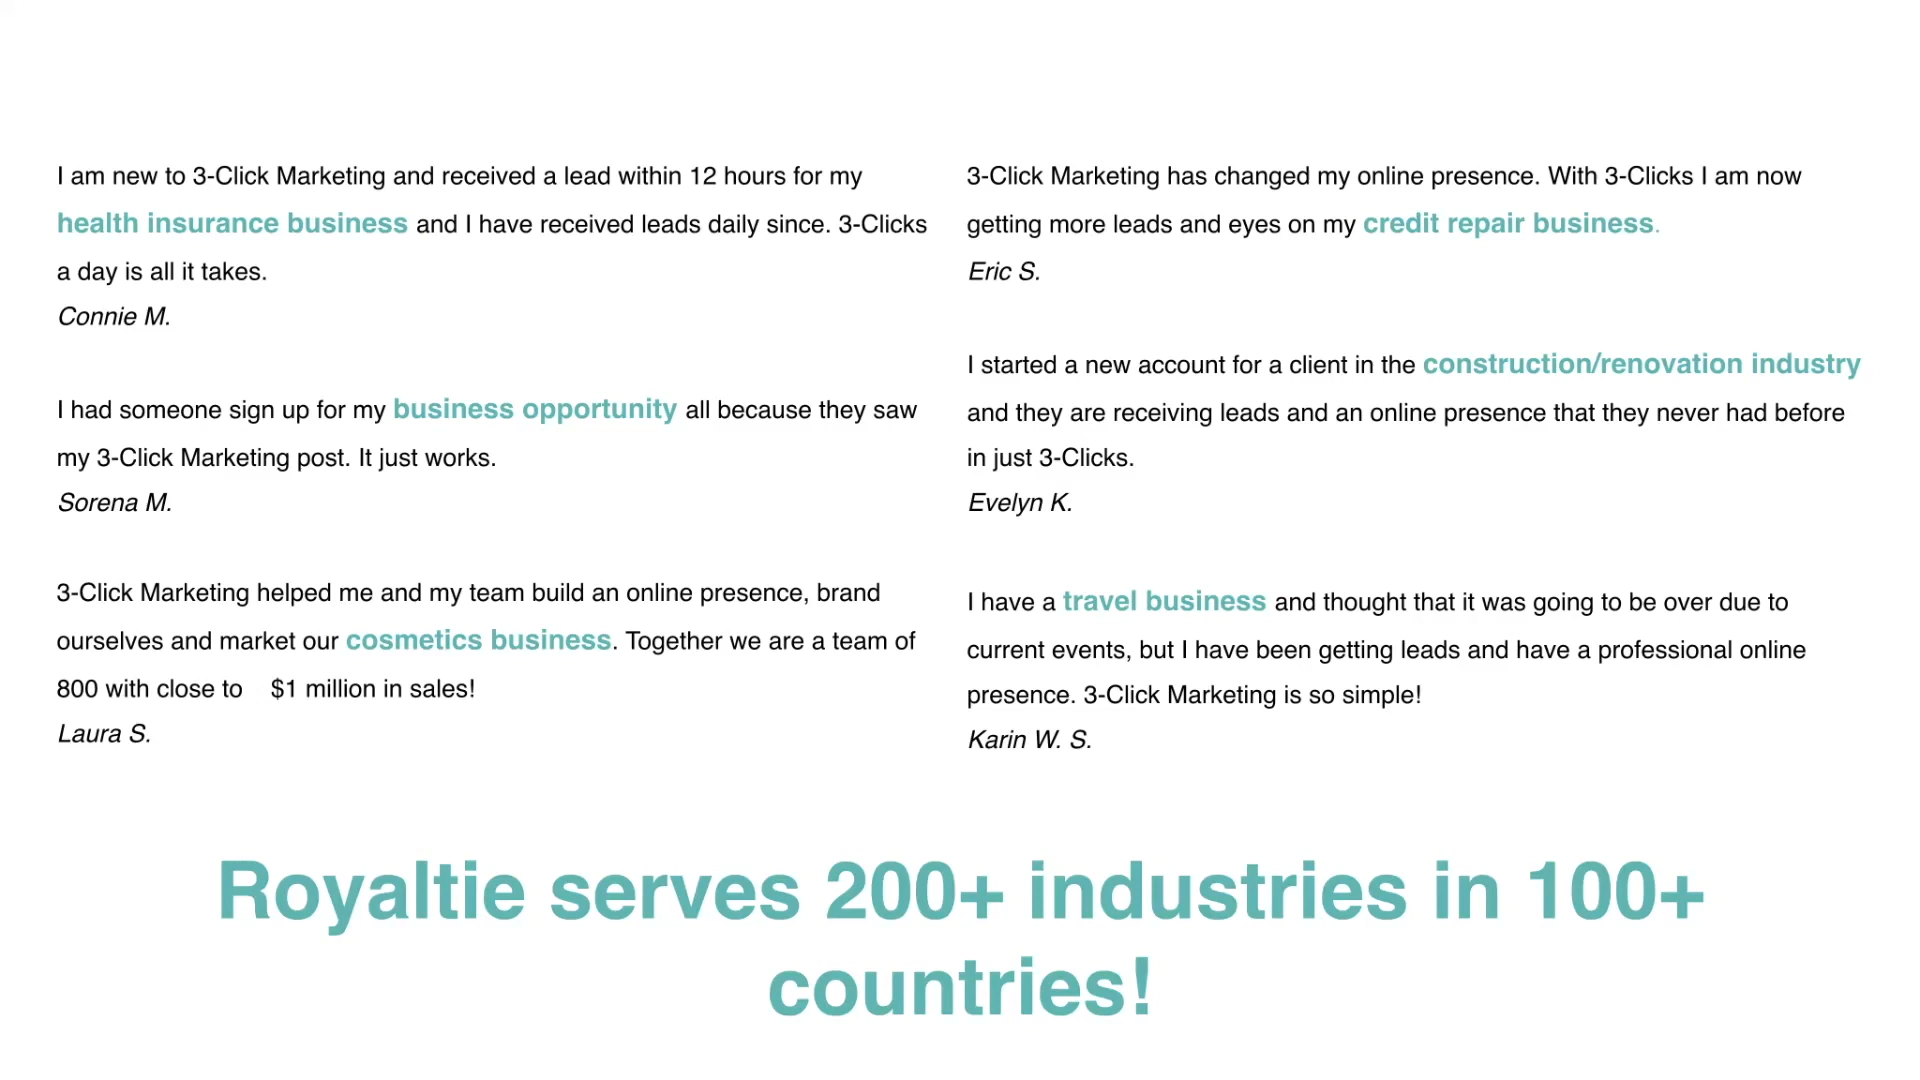 I am new to 3-Click Marketing and received a lead within 12 hours for my
health insurance business and I have received leads daily since. 3-Clicks
a day is all it takes.
Connie M.
I had someone sign up for my business opportunity all because they saw
my 3-Click Marketing post. It just works.
Sorena M.
3-Click Marketing helped me and my team build an online presence, brand
ourselves and market our cosmetics business. Together we are a team of
800 with close to    $1 million in sales!
Laura S.
3-Click Marketing has changed my online presence. With 3-Clicks I am now
getting more leads and eyes on my credit repair business.
Eric S.
I started a new account for a client in the construction/renovation industry
and they are receiving leads and an online presence that they never had before
in just 3-Clicks.
Evelyn K.
I have a travel business and thought that it was going to be over due to
current events, but I have been getting leads and have a professional online
presence. 3-Click Marketing is so simple!
Karin W. S.
Royaltie serves 200+ industries in 100+
countries!